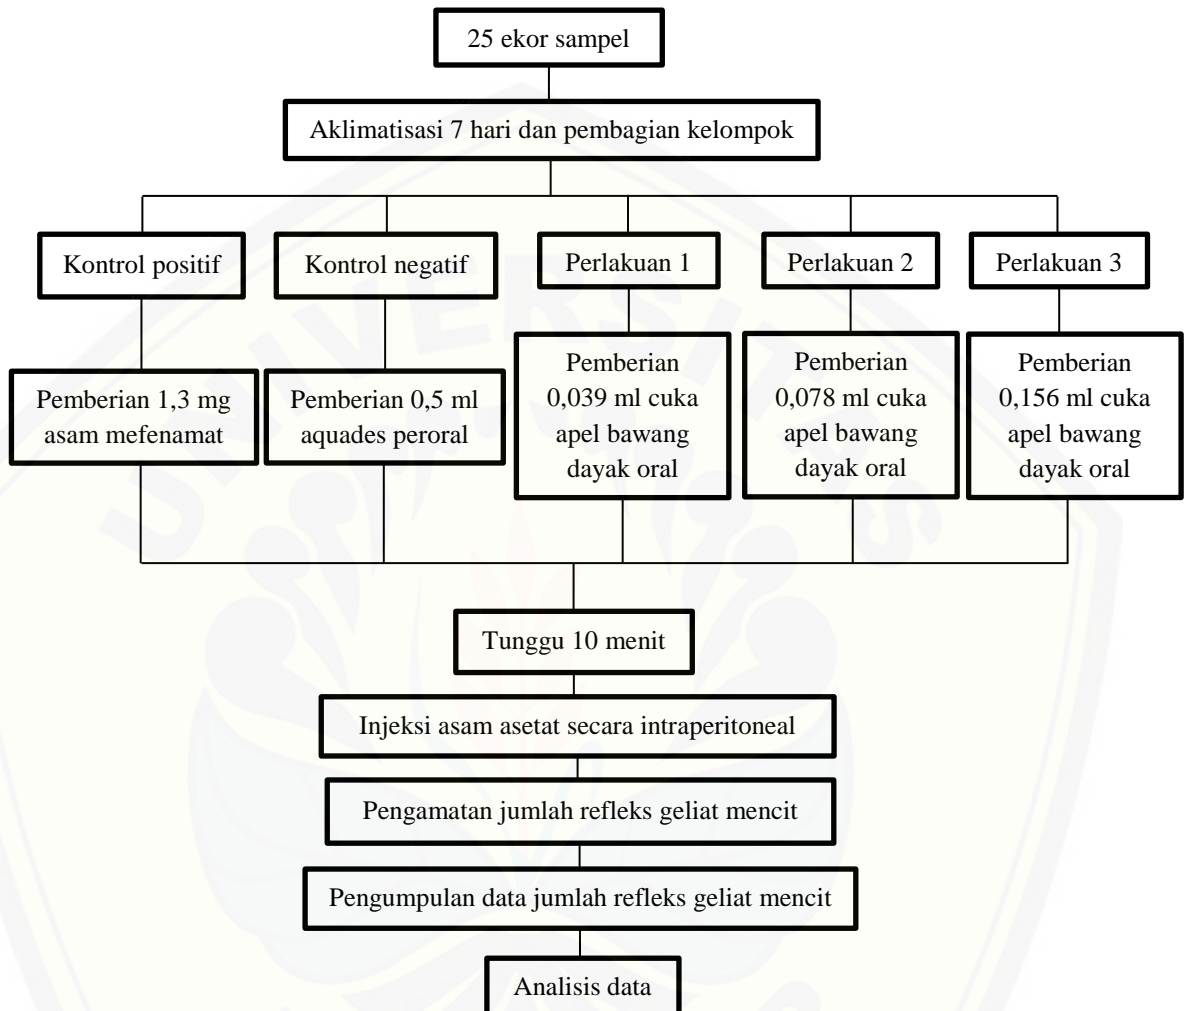 25 ekor sampel
Aklimatisasi 7 hari dan pembagian kelompok
Kontrol positif
Kontrol negatif
Perlakuan 1
Perlakuan 2
Perlakuan 3
Pemberian 1,3 mg
asam mefenamat
Pemberian 0,5 ml
aquades peroral
Pemberian
0,039 ml cuka
apel bawang
dayak oral
Pemberian
0,078 ml cuka
apel bawang
dayak oral
Pemberian
0,156 ml cuka
apel bawang
dayak oral
Tunggu 10 menit
Injeksi asam asetat secara intraperitoneal
Pengamatan jumlah refleks geliat mencit
Pengumpulan data jumlah refleks geliat mencit
Analisis data
UNIVERSITAS